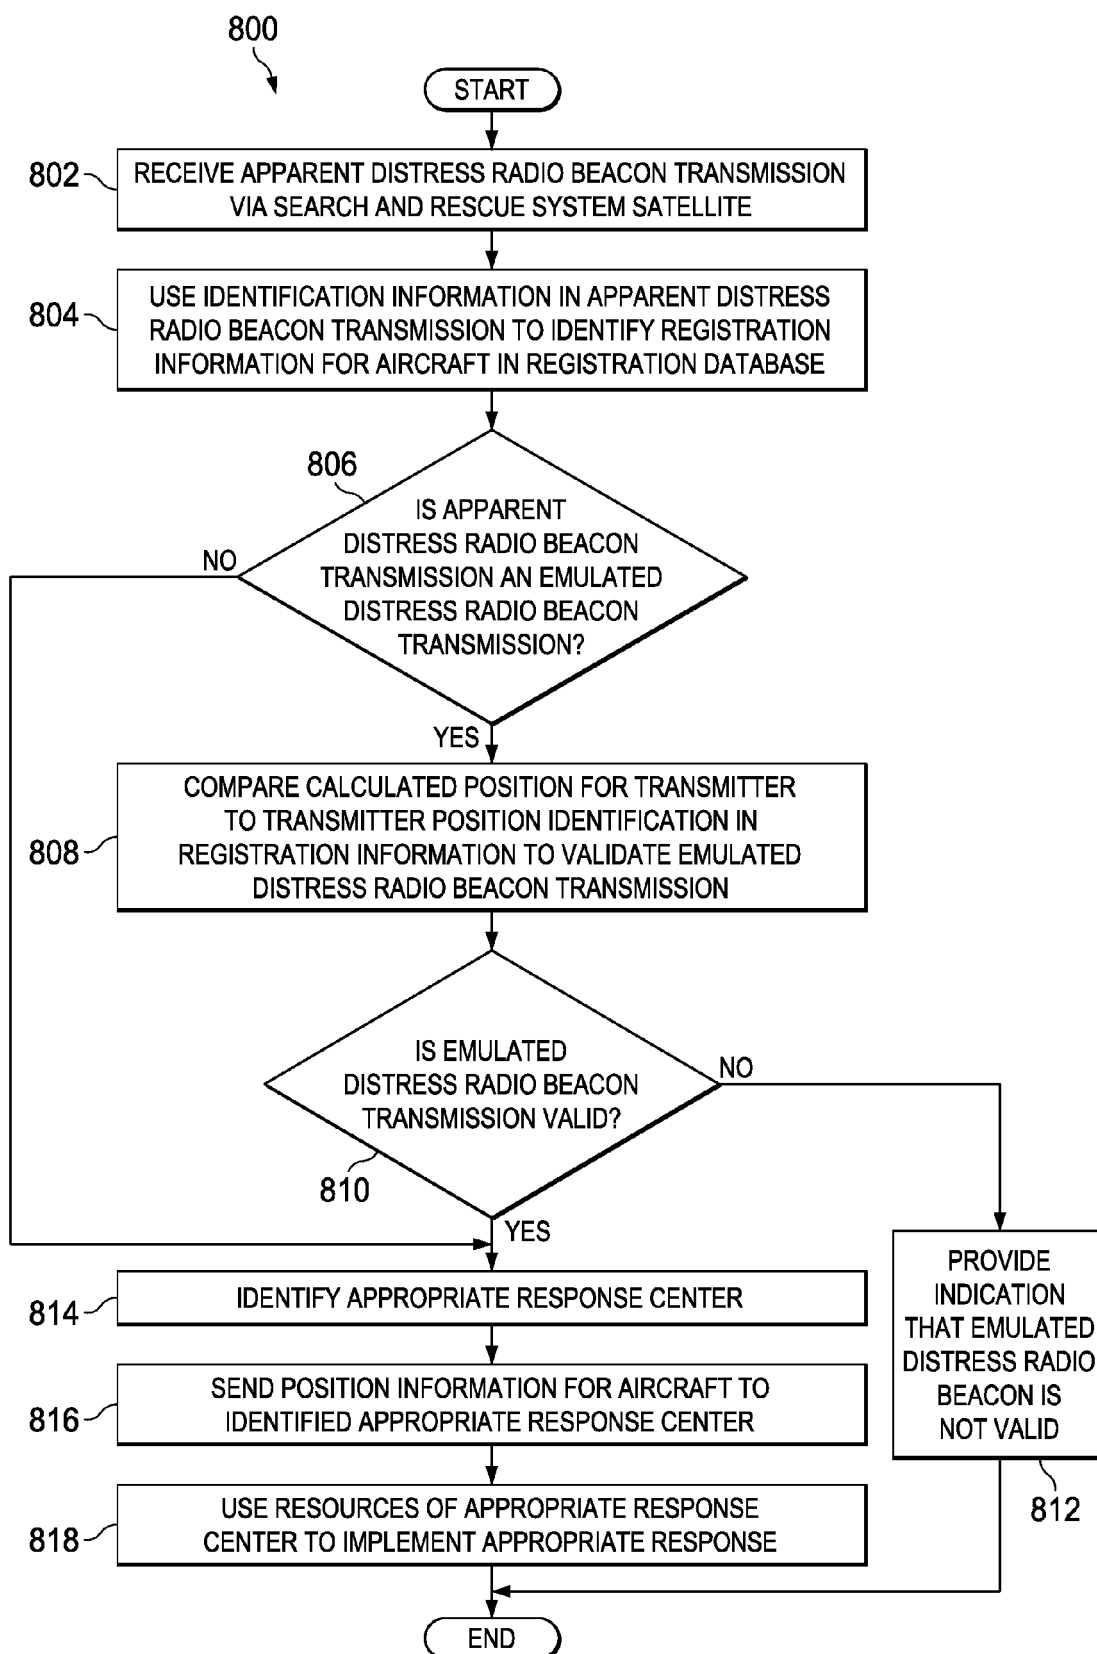 800
START
802
RECEIVE APPARENT DISTRESS RADIO BEACON TRANSMISSION
VIA SEARCH AND RESCUE SYSTEM SATELLITE
804
USE IDENTIFICATION INFORMATION IN APPARENT DISTRESS
RADIO BEACON TRANSMISSION TO IDENTIFY REGISTRATION
INFORMATION FOR AIRCRAFT IN REGISTRATION DATABASE
806
IS APPARENT
DISTRESS RADIO BEACON
TRANSMISSION AN EMULATED
DISTRESS RADIO BEACON
TRANSMISSION?
NO
YES
808
COMPARE CALCULATED POSITION FOR TRANSMITTER
TO TRANSMITTER POSITION IDENTIFICATION IN
REGISTRATION INFORMATION TO VALIDATE EMULATED
DISTRESS RADIO BEACON TRANSMISSION
IS EMULATED
DISTRESS RADIO BEACON
TRANSMISSION VALID?
NO
810
YES
814
IDENTIFY APPROPRIATE RESPONSE CENTER
816
SEND POSITION INFORMATION FOR AIRCRAFT TO
IDENTIFIED APPROPRIATE RESPONSE CENTER
818
USE RESOURCES OF APPROPRIATE RESPONSE
CENTER TO IMPLEMENT APPROPRIATE RESPONSE
PROVIDE
INDICATION
THAT EMULATED
DISTRESS RADIO
BEACON IS
NOT VALID
812
END